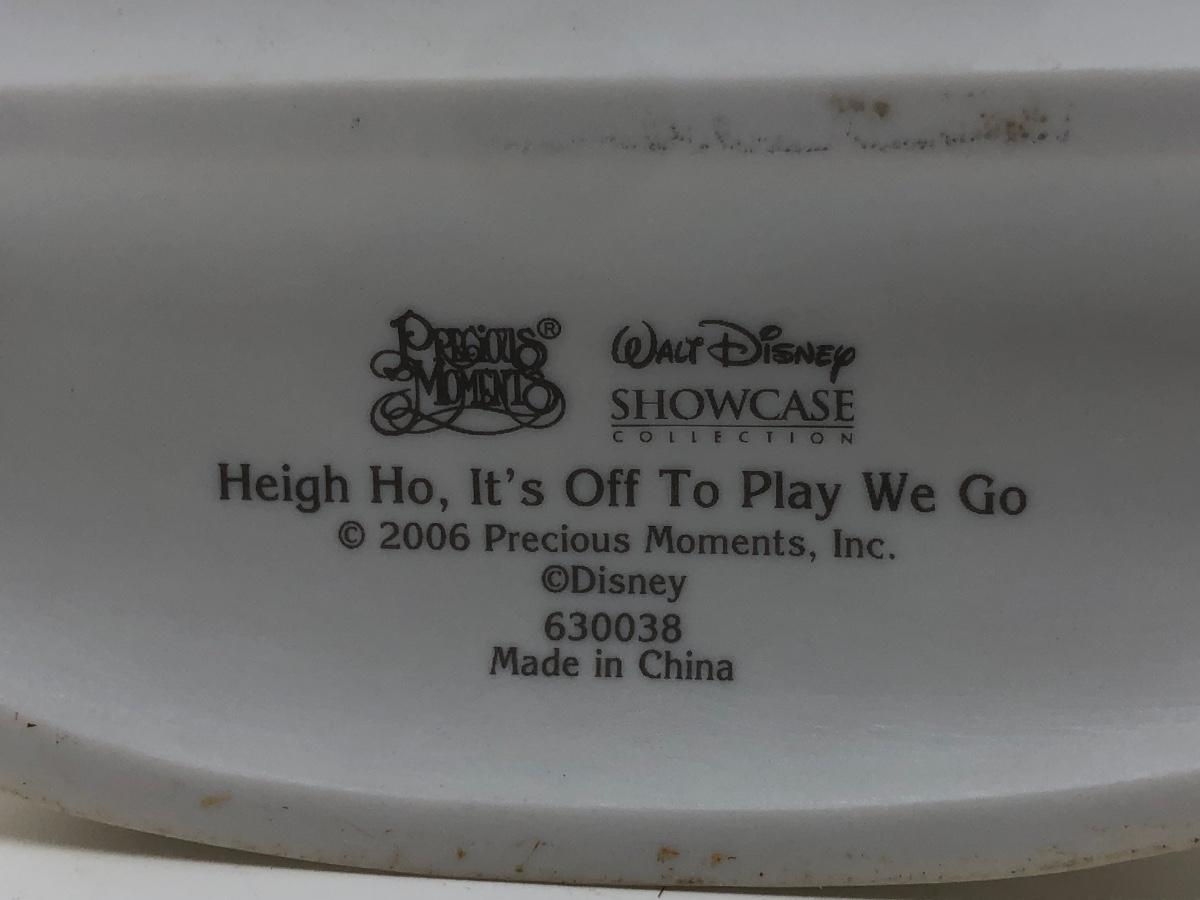 PRECIOUS MOMENTS®
WALT DISNEY
SHOWCASE
COLLECTION
Heigh Ho, It's Off To Play We Go
© 2006 Precious Moments, Inc.
©Disney
630038
Made in China